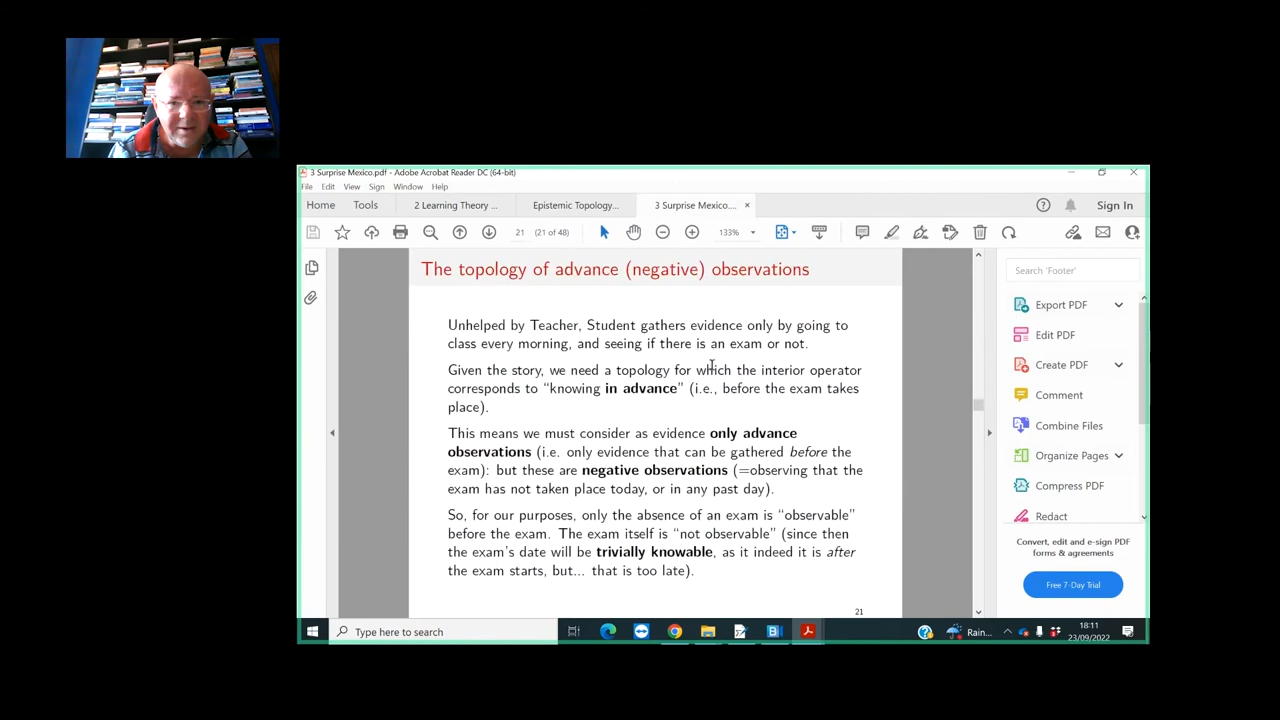 3 Surprise Mexico.pdf - Adobe Acrobat Reader DC (64-bit)
File Edit View Sign Window Help
Home Tools 2 Learning Theory ... Epistemic Topology... 3 Surprise Mexico.... × Sign In
21 (21 of 48) 133%
The topology of advance (negative) observations
Unhelped by Teacher, Student gathers evidence only by going to
class every morning, and seeing if there is an exam or not.
Given the story, we need a topology for which the interior operator
corresponds to “knowing in advance” (i.e., before the exam takes
place).
This means we must consider as evidence only advance
observations (i.e. only evidence that can be gathered before the
exam): but these are negative observations (=observing that the
exam has not taken place today, or in any past day).
So, for our purposes, only the absence of an exam is “observable”
before the exam. The exam itself is “not observable” (since then
the exam’s date will be trivially knowable, as it indeed it is after
the exam starts, but... that is too late).
21
Search 'Footer'
Export PDF
Edit PDF
Create PDF
Comment
Combine Files
Organize Pages
Compress PDF
Redact
Convert, edit and e-sign PDF
forms & agreements
Free 7-Day Trial
Type here to search
Rain...
18:11
23/09/2022